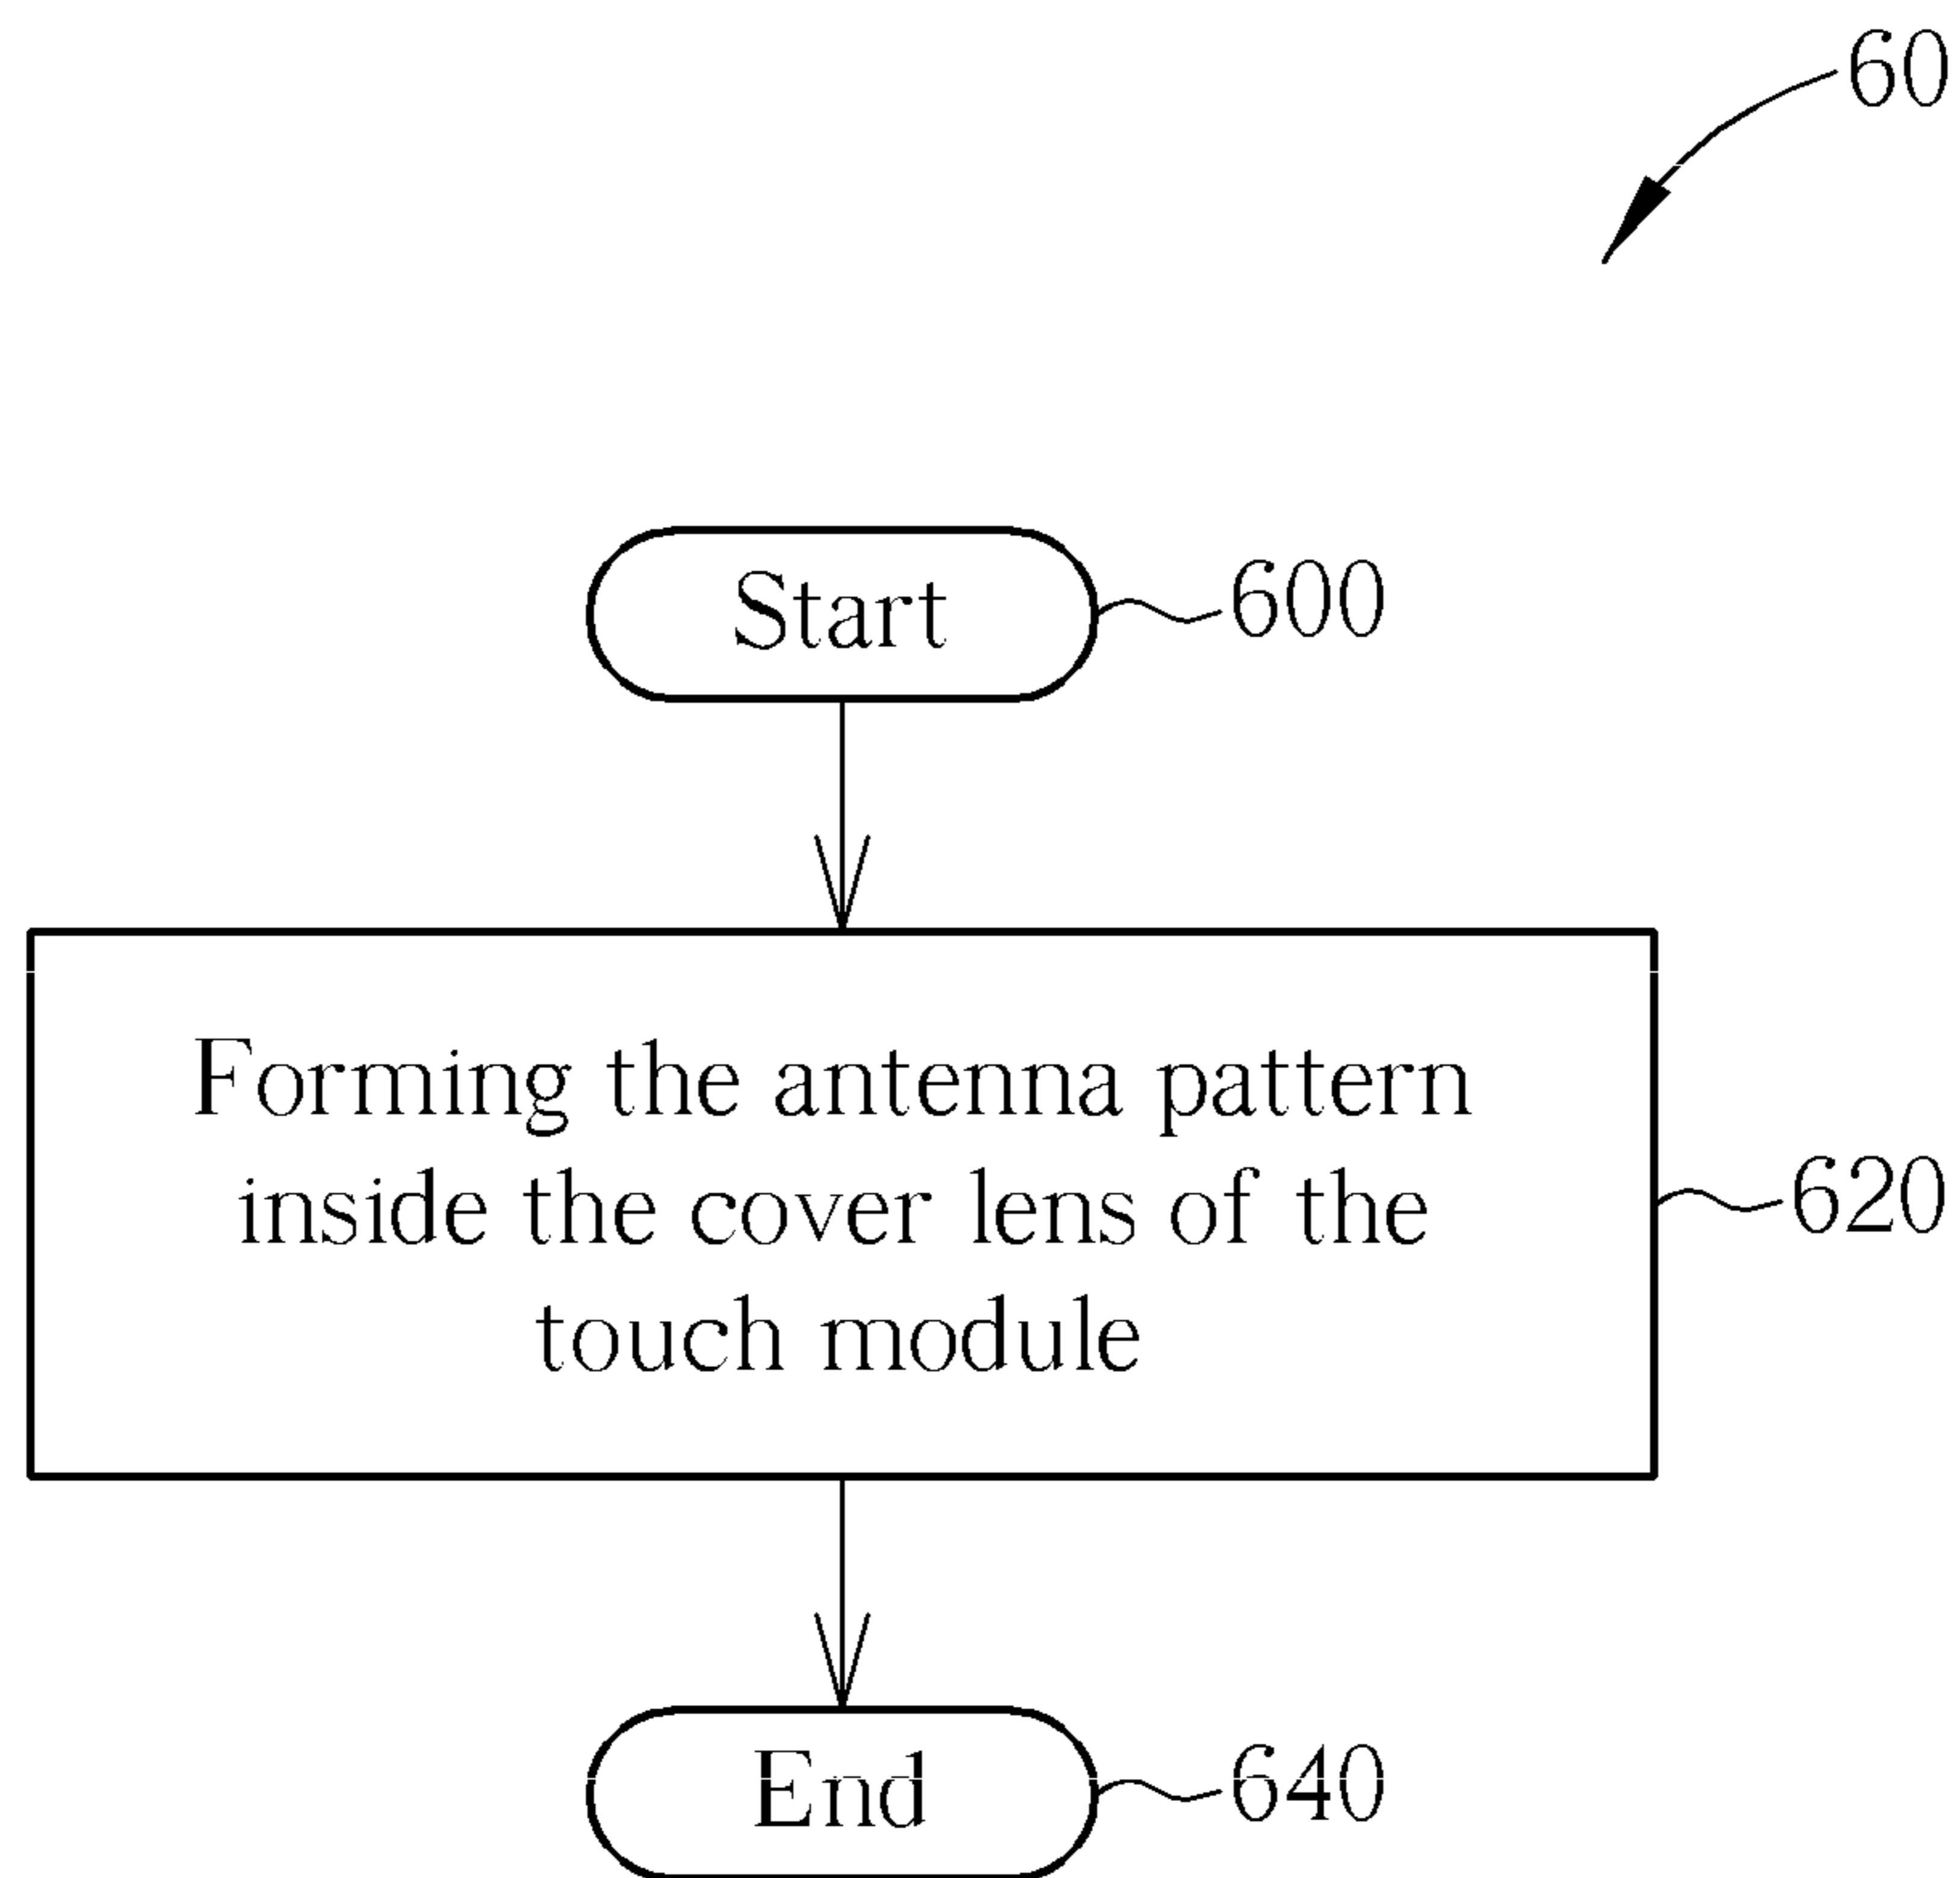 60
Start
600
Forming the antenna pattern
inside the cover lens of the
touch module
620
End
640